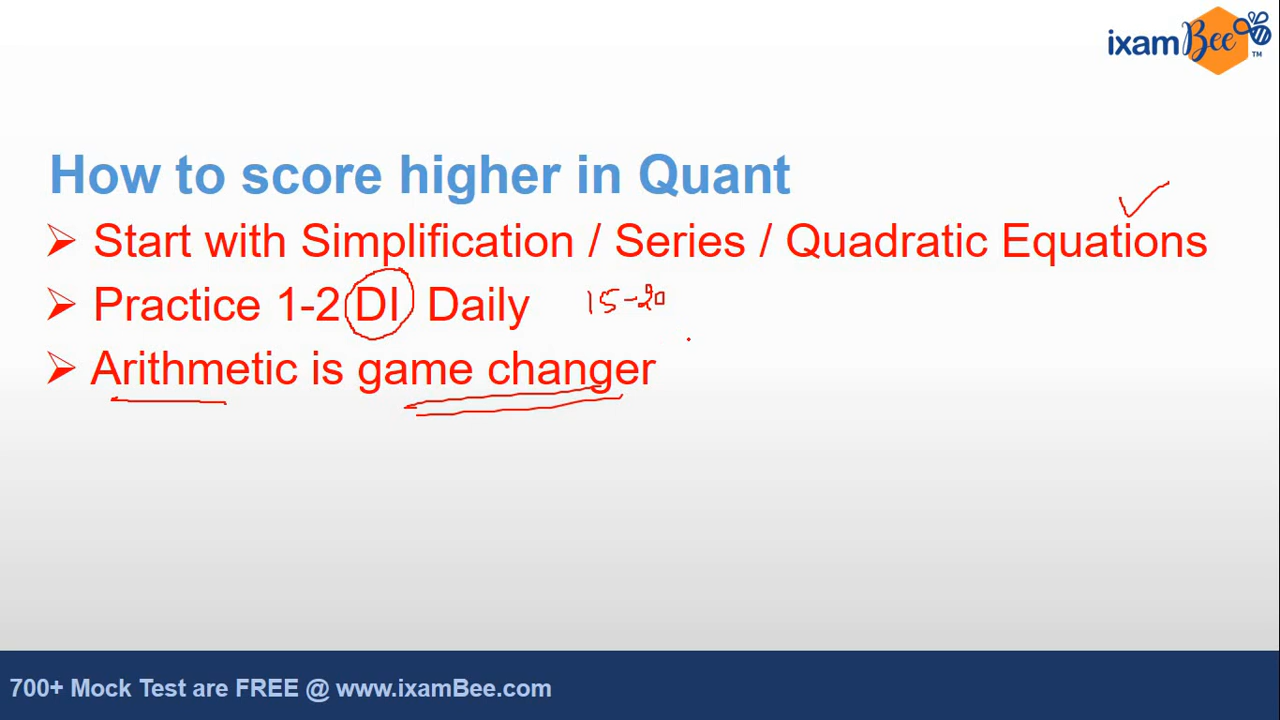 ixamBee™
How to score higher in Quant
➢ Start with Simplification / Series / Quadratic Equations
➢ Practice 1-2 DI Daily 15-20
➢ Arithmetic is game changer
700+ Mock Test are FREE @ www.ixamBee.com